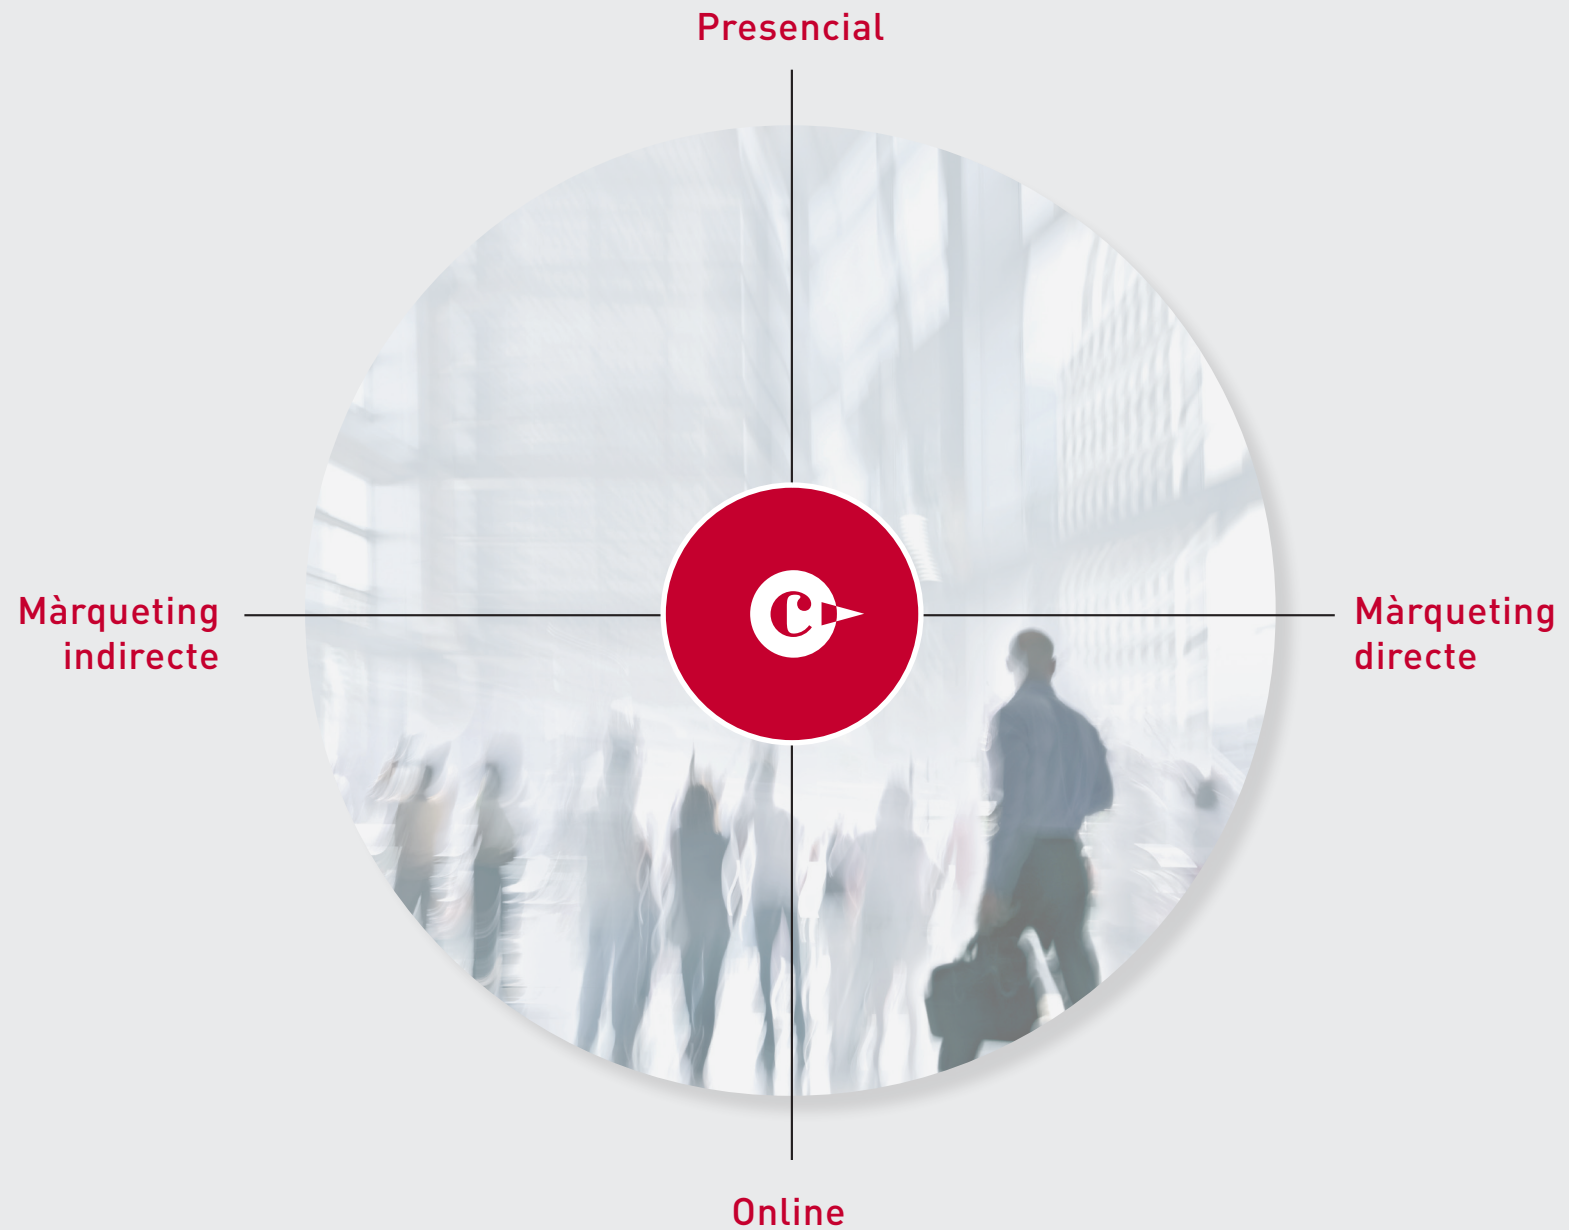 Presencial
Màrqueting
indirecte
c
Màrqueting
directe
Online